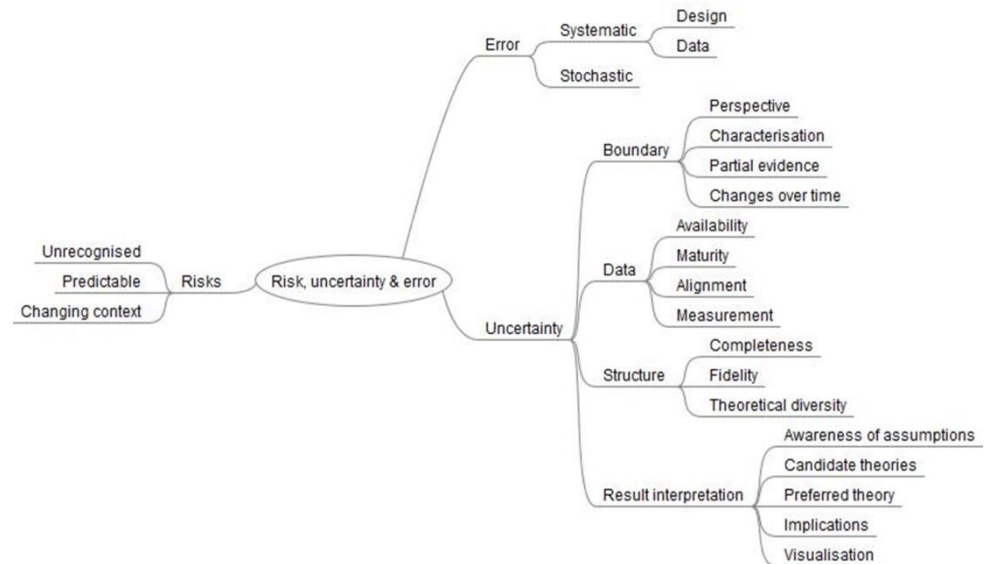 Risk, uncertainty & error
Risks
Unrecognised
Predictable
Changing context
Error
Systematic
Design
Data
Stochastic
Uncertainty
Boundary
Perspective
Characterisation
Partial evidence
Changes over time
Data
Availability
Maturity
Alignment
Measurement
Structure
Completeness
Fidelity
Theoretical diversity
Result interpretation
Awareness of assumptions
Candidate theories
Preferred theory
Implications
Visualisation